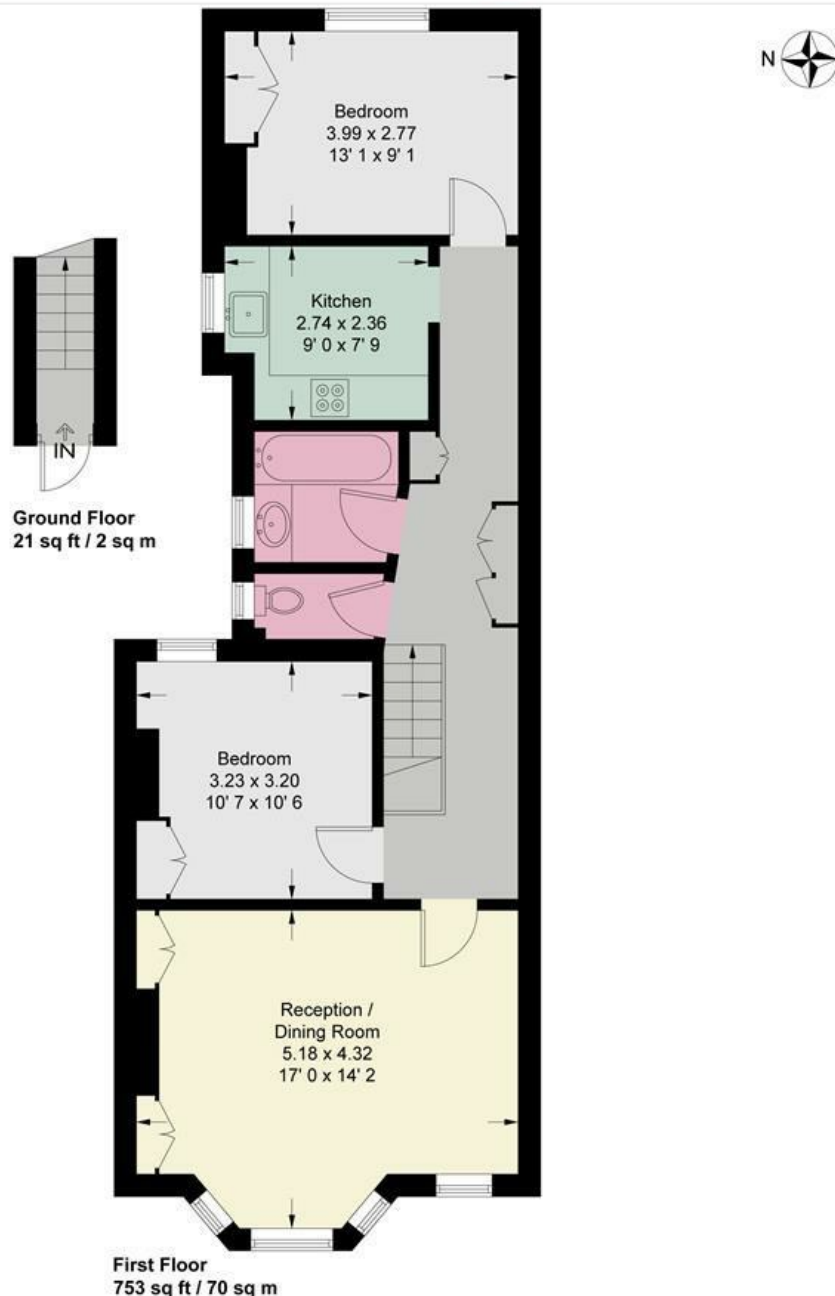 N
Bedroom
3.99 x 2.77
13' 1 x 9' 1
Kitchen
2.74 x 2.36
9' 0 x 7' 9
IN
Ground Floor
21 sq ft / 2 sq m
Bedroom
3.23 x 3.20
10' 7 x 10' 6
Reception /
Dining Room
5.18 x 4.32
17' 0 x 14' 2
First Floor
753 sq ft / 70 sq m